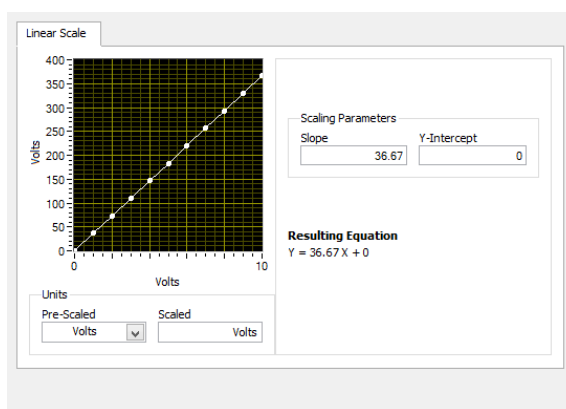 Linear Scale
400
350
300
250
200
150
100
50
0
Volts
0 10
Volts
Units
Pre-Scaled Scaled
Volts Volts
Scaling Parameters
Slope Y-Intercept
36.67 0
Resulting Equation
Y = 36.67 X + 0